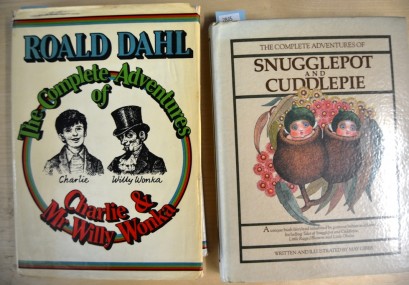 ROALD DAHL
The Complete Adventures
of
Charlie
Willy Wonka
Charlie &
Mr Willy Wonka
THE COMPLETE ADVENTURES OF
SNUGGLEPOT
AND
CUDDLEPIE
WRITTEN AND ILLUSTRATED BY MAY GIBBS